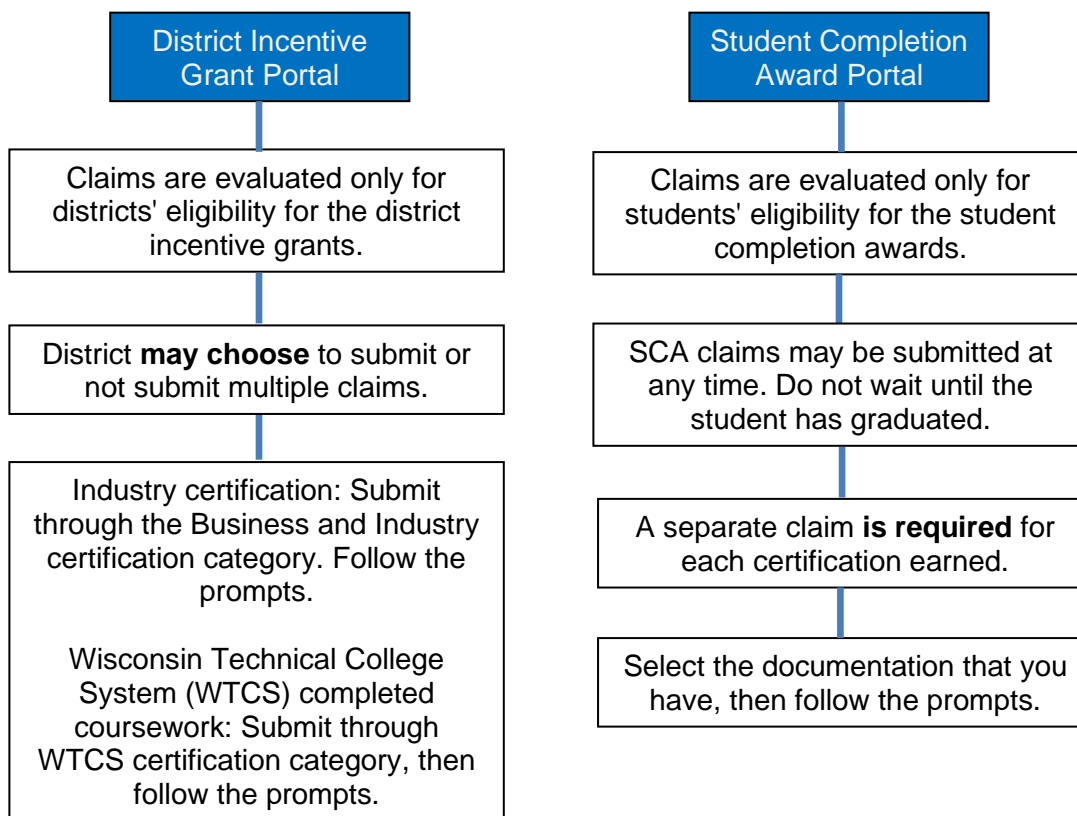 District Incentive
Grant Portal
Claims are evaluated only for
districts' eligibility for the district
incentive grants.
District may choose to submit or
not submit multiple claims.
Industry certification: Submit
through the Business and Industry
certification category. Follow the
prompts.
Wisconsin Technical College
System (WTCS) completed
coursework: Submit through
WTCS certification category, then
follow the prompts.
Student Completion
Award Portal
Claims are evaluated only for
students' eligibility for the student
completion awards.
SCA claims may be submitted at
any time. Do not wait until the
student has graduated.
A separate claim is required for
each certification earned.
Select the documentation that you
have, then follow the prompts.